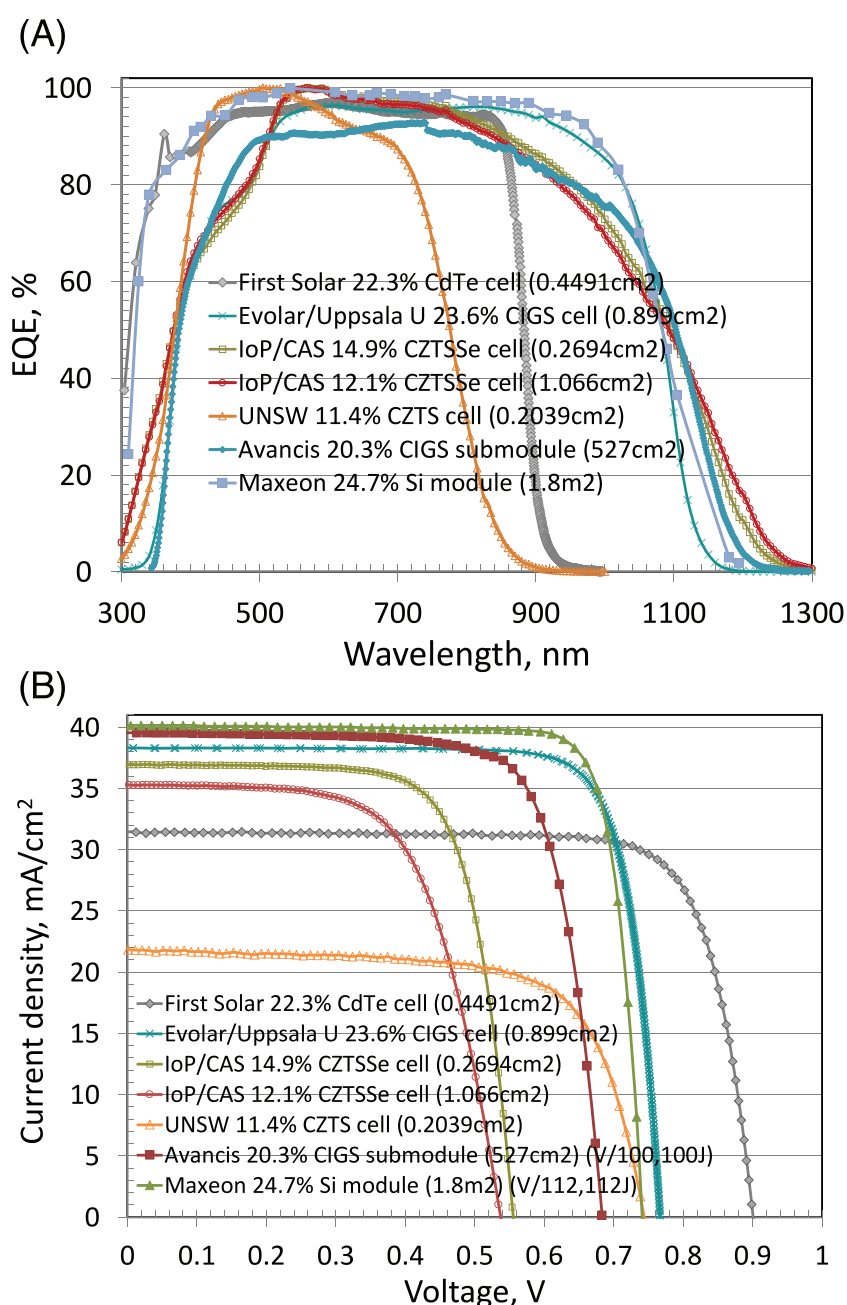 (A)
100
80
60
40
20
0
EQE, %
First Solar 22.3% CdTe cell (0.4491cm2)
Evolar/Uppsala U 23.6% CIGS cell (0.899cm2)
IoP/CAS 14.9% CZTSSe cell (0.2694cm2)
IoP/CAS 12.1% CZTSSe cell (1.066cm2)
UNSW 11.4% CZTS cell (0.2039cm2)
Avancis 20.3% CIGS submodule (527cm2)
Maxeon 24.7% Si module (1.8m2)
300 500 700 900 1100 1300
Wavelength, nm
(B)
40
35
30
25
20
15
10
5
0
Current density, mA/cm²
First Solar 22.3% CdTe cell (0.4491cm2)
Evolar/Uppsala U 23.6% CIGS cell (0.899cm2)
IoP/CAS 14.9% CZTSSe cell (0.2694cm2)
IoP/CAS 12.1% CZTSSe cell (1.066cm2)
UNSW 11.4% CZTS cell (0.2039cm2)
Avancis 20.3% CIGS submodule (527cm2) (V/100,100J)
Maxeon 24.7% Si module (1.8m2) (V/112,112J)
0 0.1 0.2 0.3 0.4 0.5 0.6 0.7 0.8 0.9 1
Voltage, V